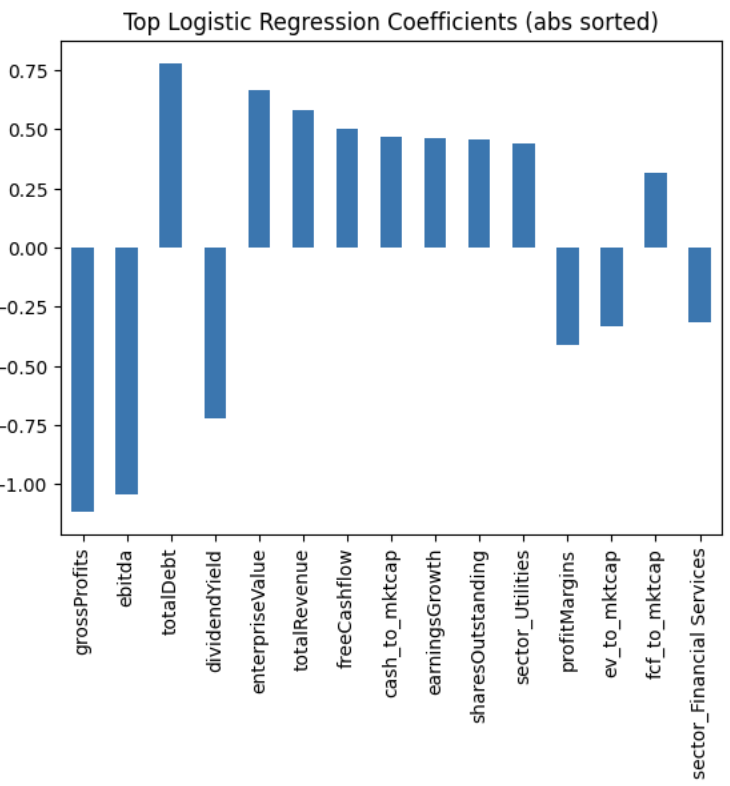 Top Logistic Regression Coefficients (abs sorted)
0.75
0.50
0.25
0.00
−0.25
−0.50
−0.75
−1.00
grossProfits
ebitda
totalDebt
dividendYield
enterpriseValue
totalRevenue
freeCashflow
cash_to_mktcap
earningsGrowth
sharesOutstanding
sector_Utilities
profitMargins
ev_to_mktcap
fcf_to_mktcap
sector_Financial Services